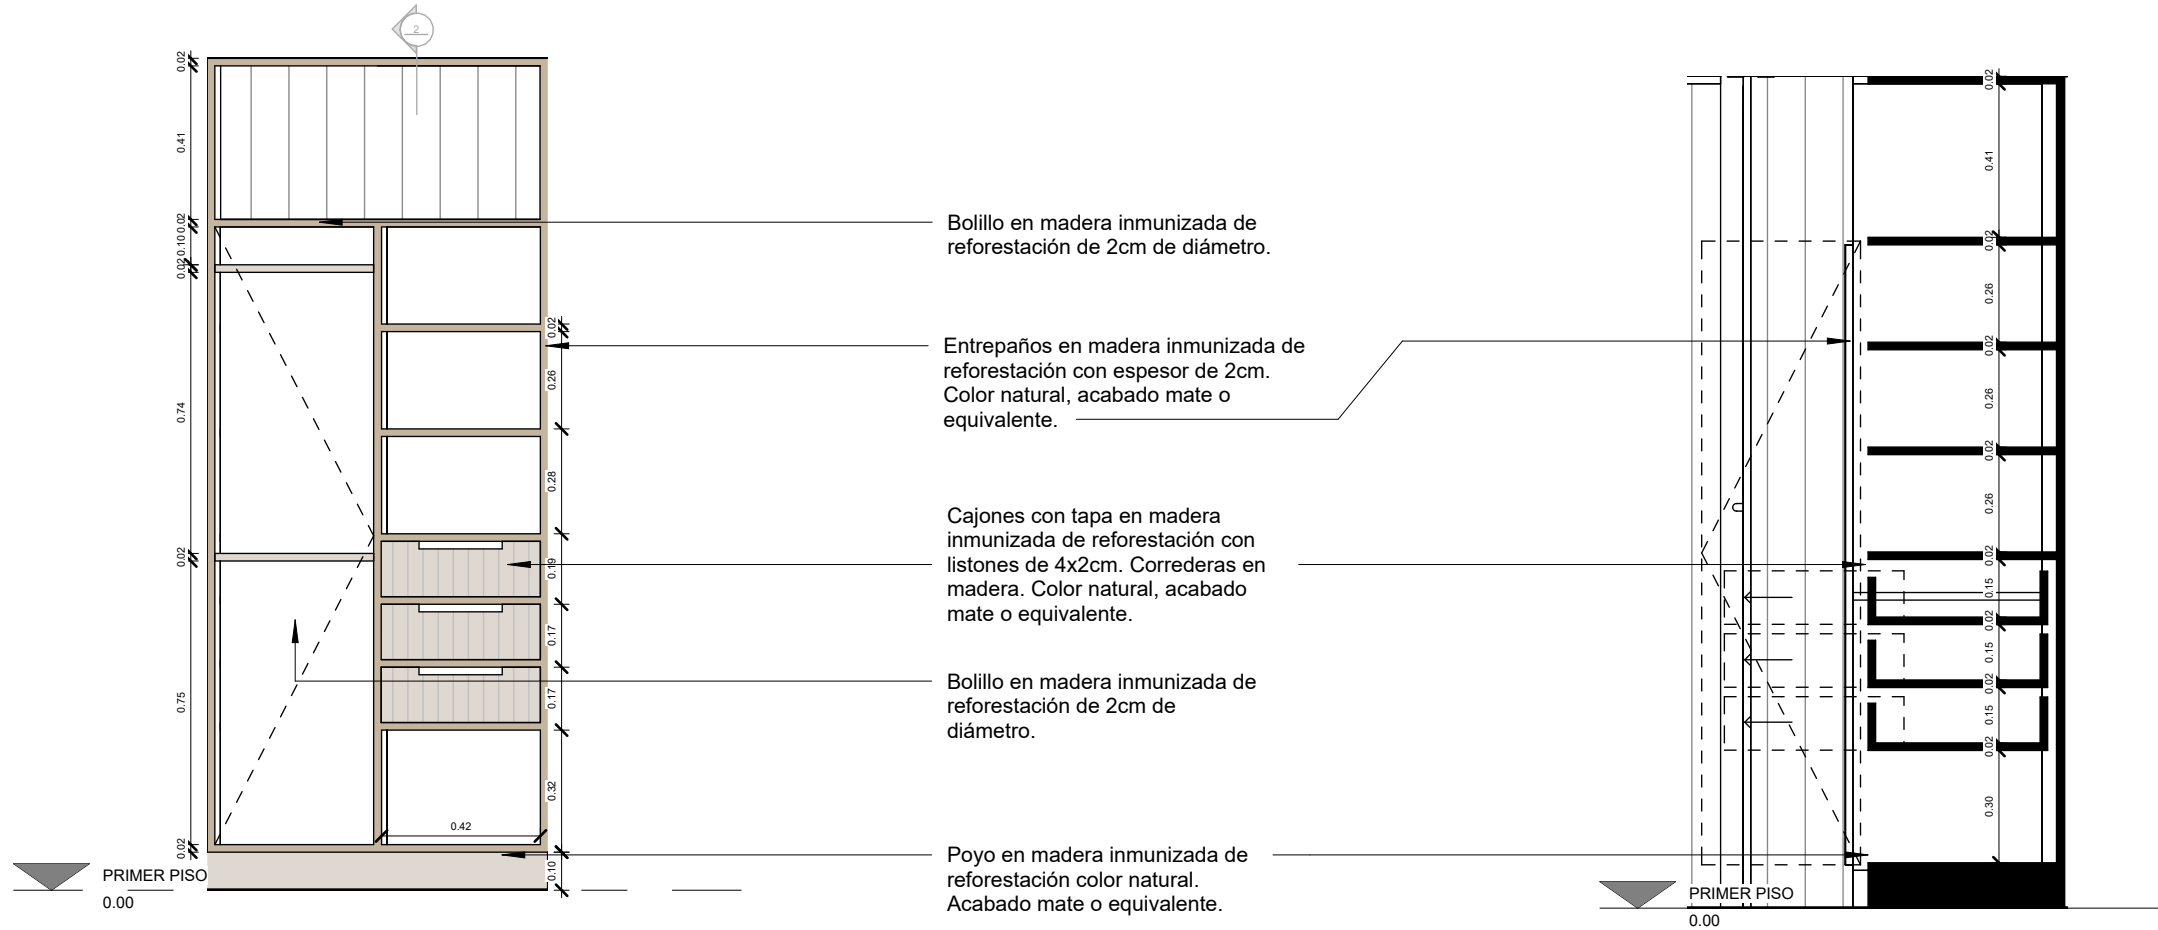 2
0.02
0.41
0.02
0.10
0.02
0.74
0.02
0.75
0.02
0.02
0.26
0.28
0.19
0.17
0.17
0.32
0.42
0.10
PRIMER PISO
0.00
Bolillo en madera inmunizada de
reforestación de 2cm de diámetro.
Entrepaños en madera inmunizada de
reforestación con espesor de 2cm.
Color natural, acabado mate o
equivalente.
Cajones con tapa en madera
inmunizada de reforestación con
listones de 4x2cm. Correderas en
madera. Color natural, acabado
mate o equivalente.
Bolillo en madera inmunizada de
reforestación de 2cm de
diámetro.
Poyo en madera inmunizada de
reforestación color natural.
Acabado mate o equivalente.
0.02
0.41
0.02
0.26
0.02
0.26
0.02
0.26
0.02
0.15
0.02
0.15
0.02
0.15
0.02
0.30
PRIMER PISO
0.00